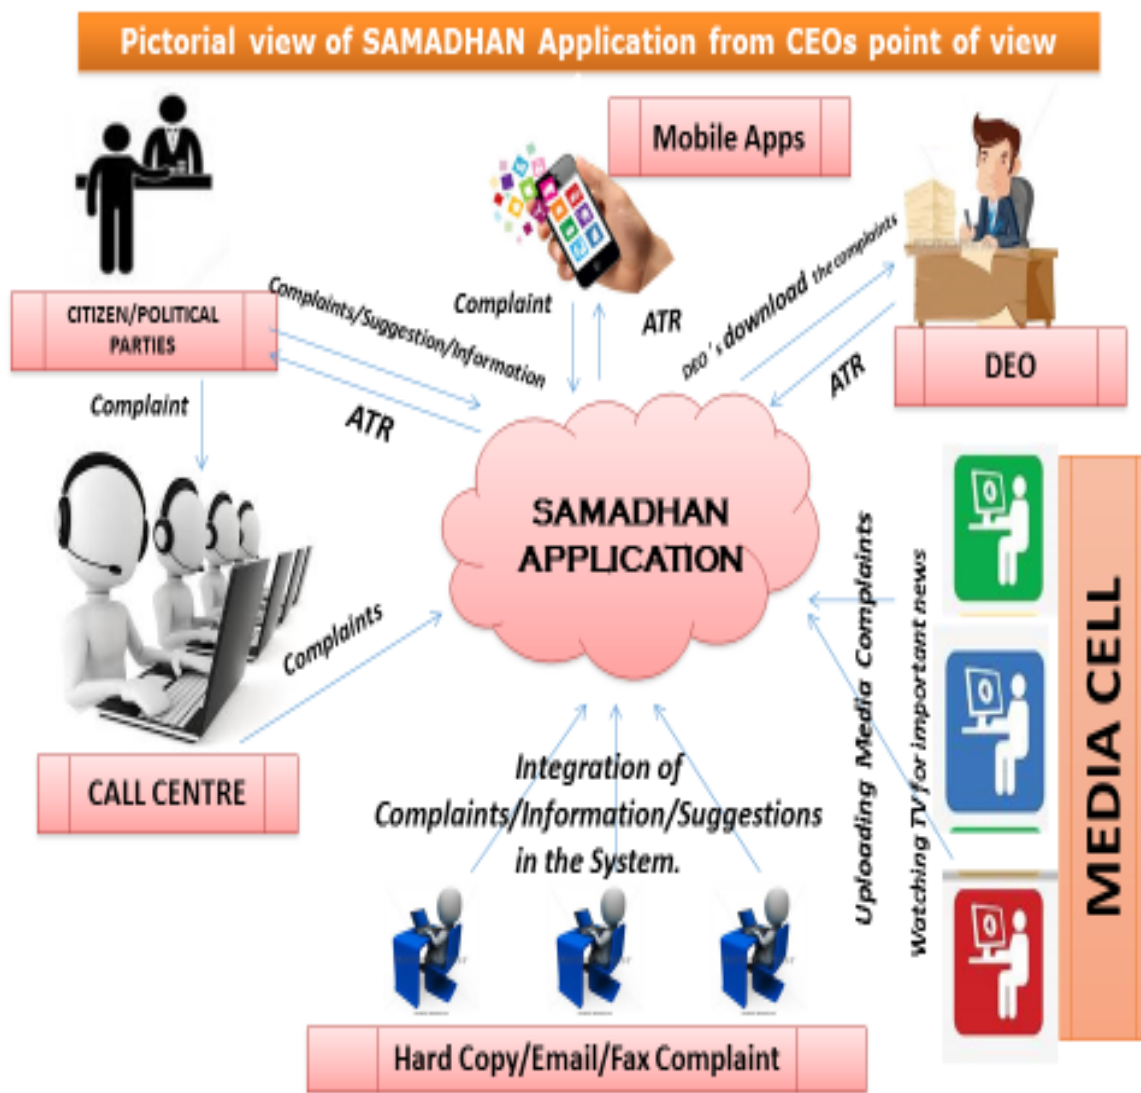 Pictorial view of SAMADHAN Application from CEOs point of view
Mobile Apps
CITIZEN/POLITICAL
PARTIES
Complaints/Suggestion/Information
ATR
Complaint
ATR
DEO´s download the complaints
ATR
DEO
Complaint
SAMADHAN
APPLICATION
Complaints
CALL CENTRE
Uploading Media Complaints
Watching TV for important news
MEDIA CELL
Integration of
Complaints/Information/Suggestions
in the System.
Hard Copy/Email/Fax Complaint